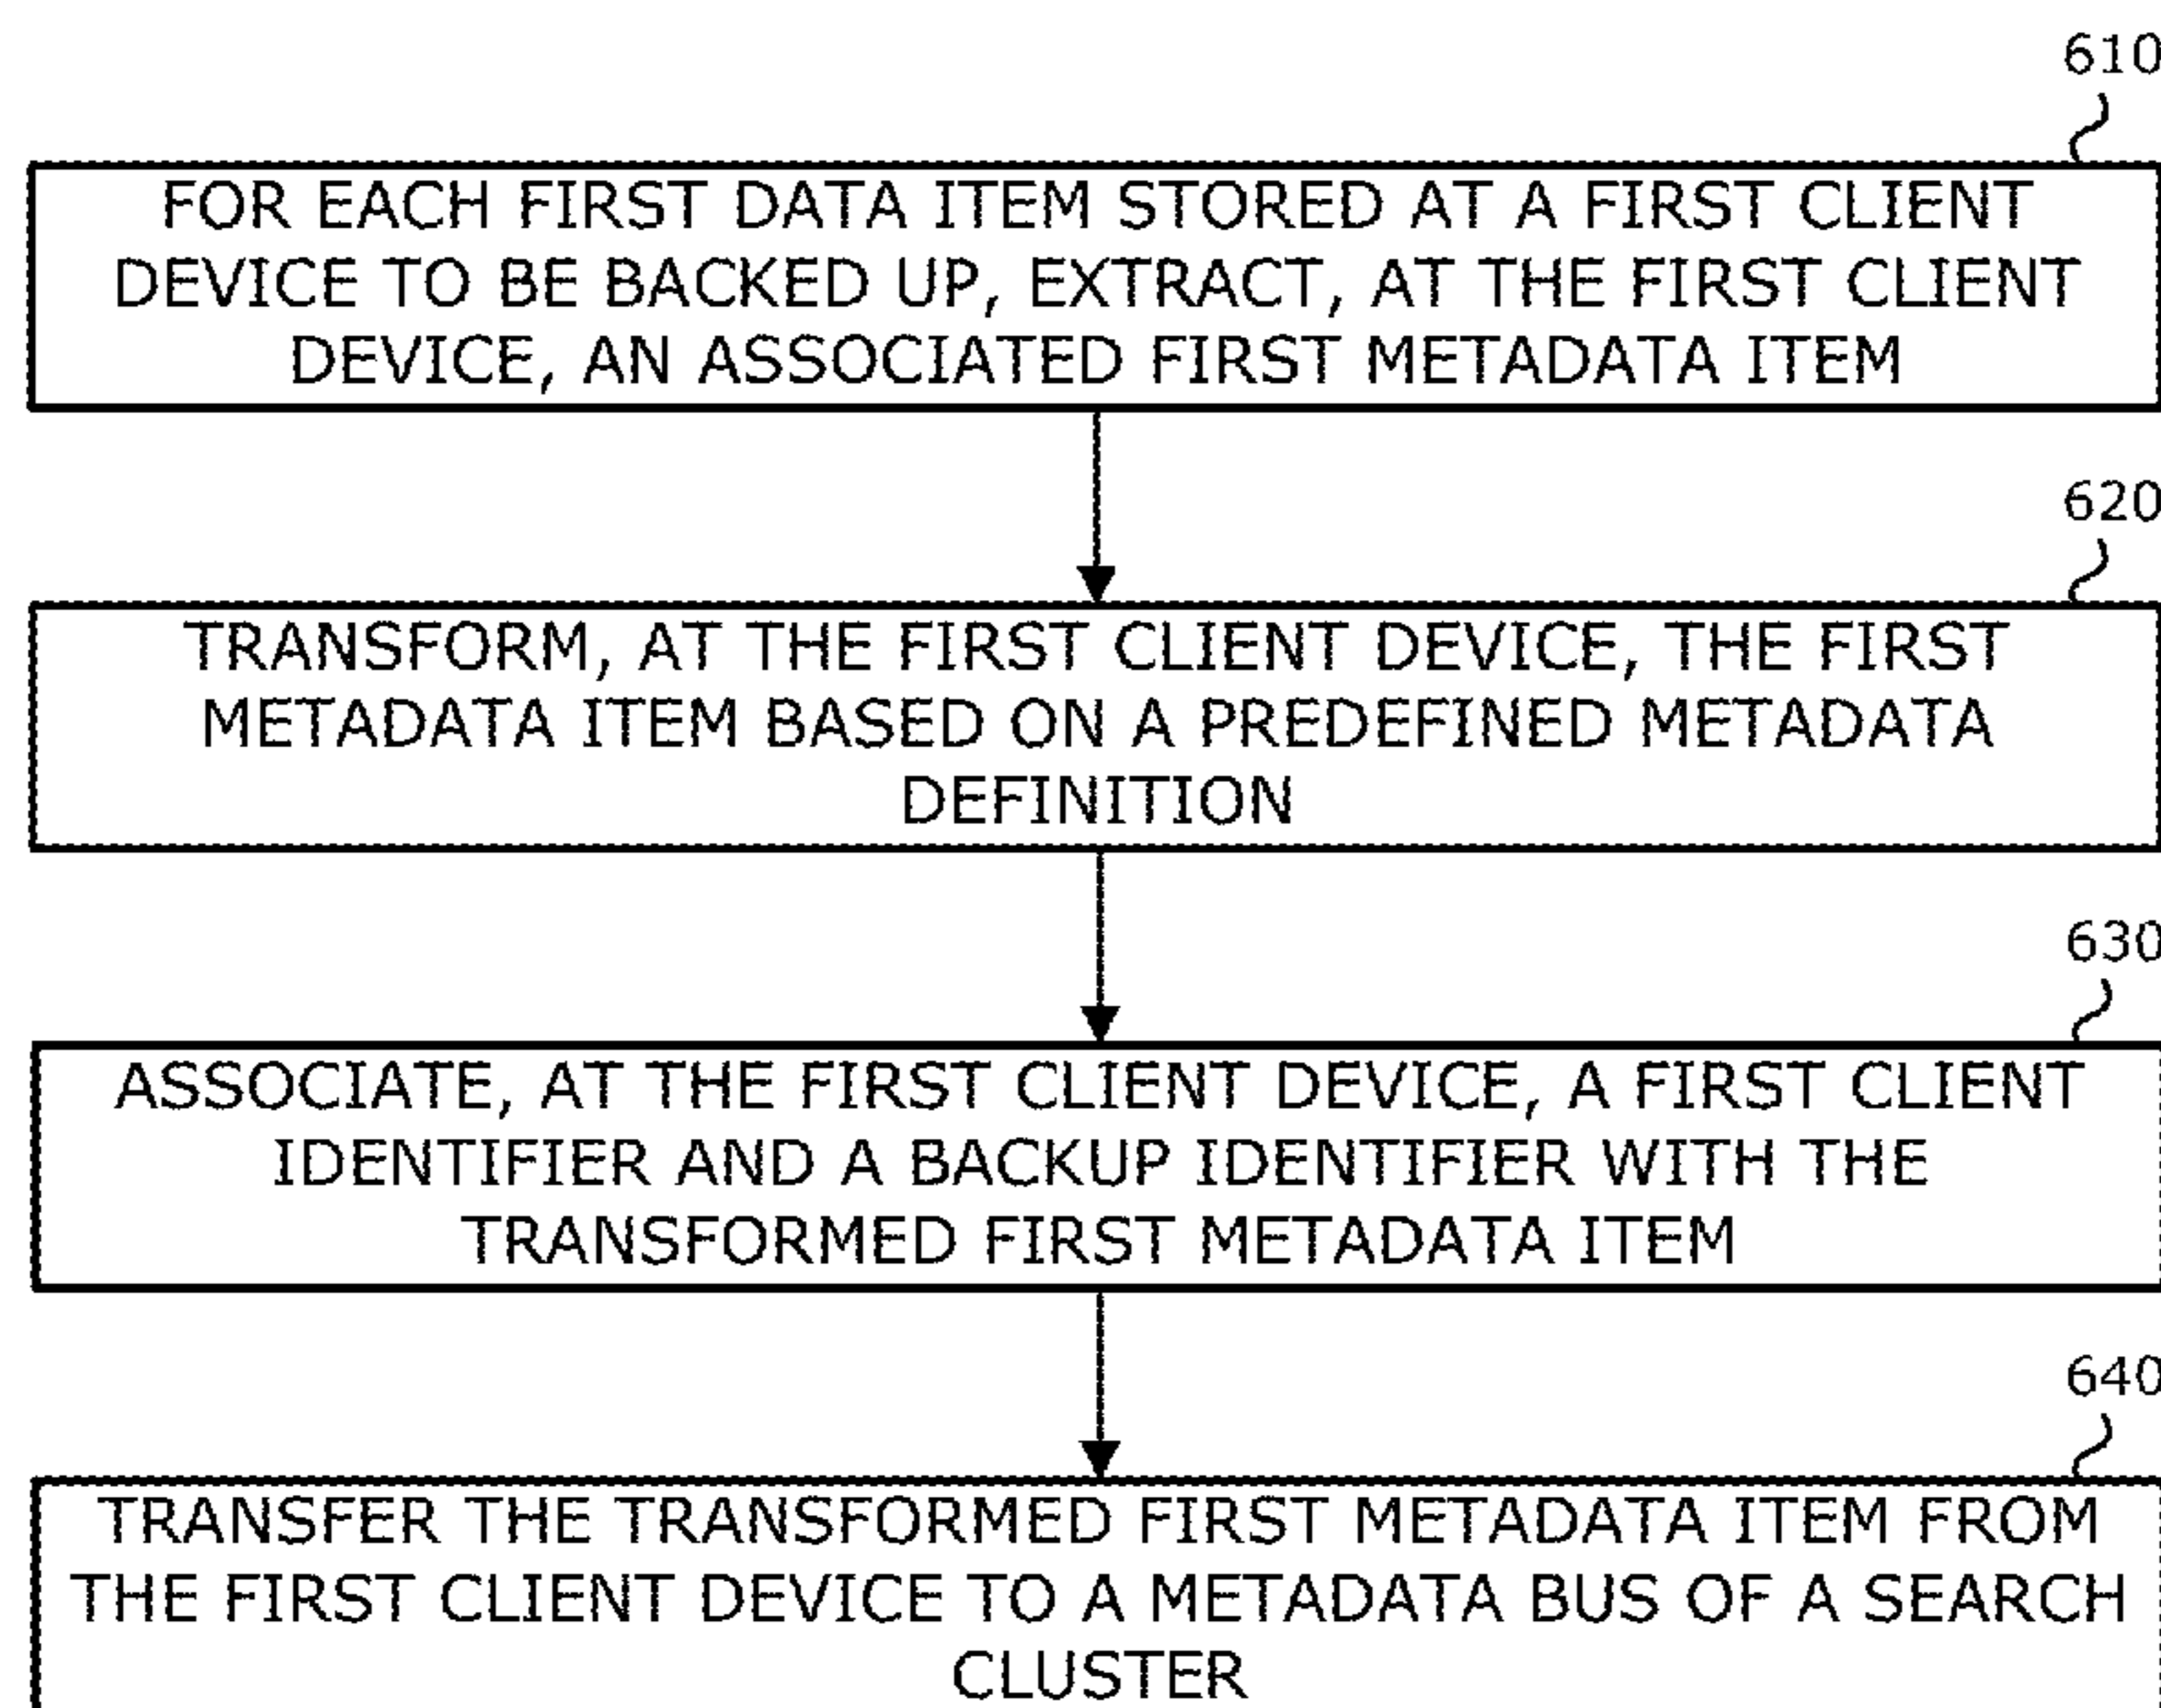 610
FOR EACH FIRST DATA ITEM STORED AT A FIRST CLIENT
DEVICE TO BE BACKED UP, EXTRACT, AT THE FIRST CLIENT
DEVICE, AN ASSOCIATED FIRST METADATA ITEM
620
TRANSFORM, AT THE FIRST CLIENT DEVICE, THE FIRST
METADATA ITEM BASED ON A PREDEFINED METADATA
DEFINITION
630
ASSOCIATE, AT THE FIRST CLIENT DEVICE, A FIRST CLIENT
IDENTIFIER AND A BACKUP IDENTIFIER WITH THE
TRANSFORMED FIRST METADATA ITEM
640
TRANSFER THE TRANSFORMED FIRST METADATA ITEM FROM
THE FIRST CLIENT DEVICE TO A METADATA BUS OF A SEARCH
CLUSTER